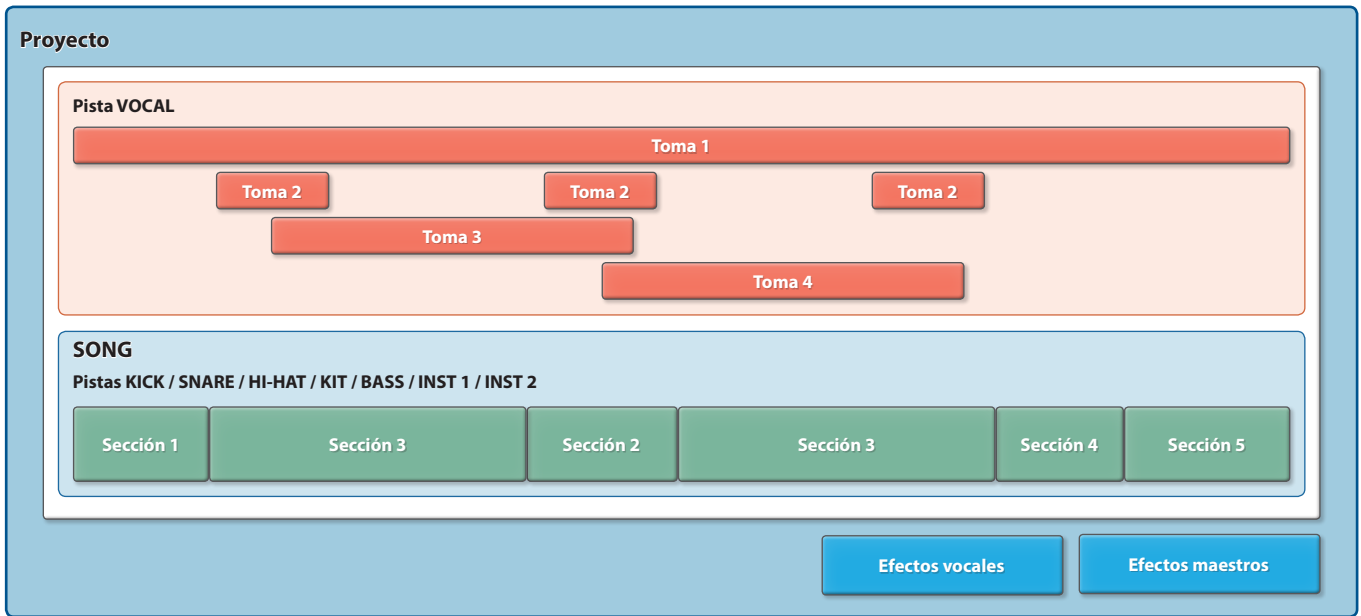 Proyecto
Pista VOCAL
Toma 1
Toma 2
Toma 2
Toma 2
Toma 3
Toma 4
SONG
Pistas KICK / SNARE / HI-HAT / KIT / BASS / INST 1 / INST 2
Sección 1
Sección 3
Sección 2
Sección 3
Sección 4
Sección 5
Efectos vocales
Efectos maestros